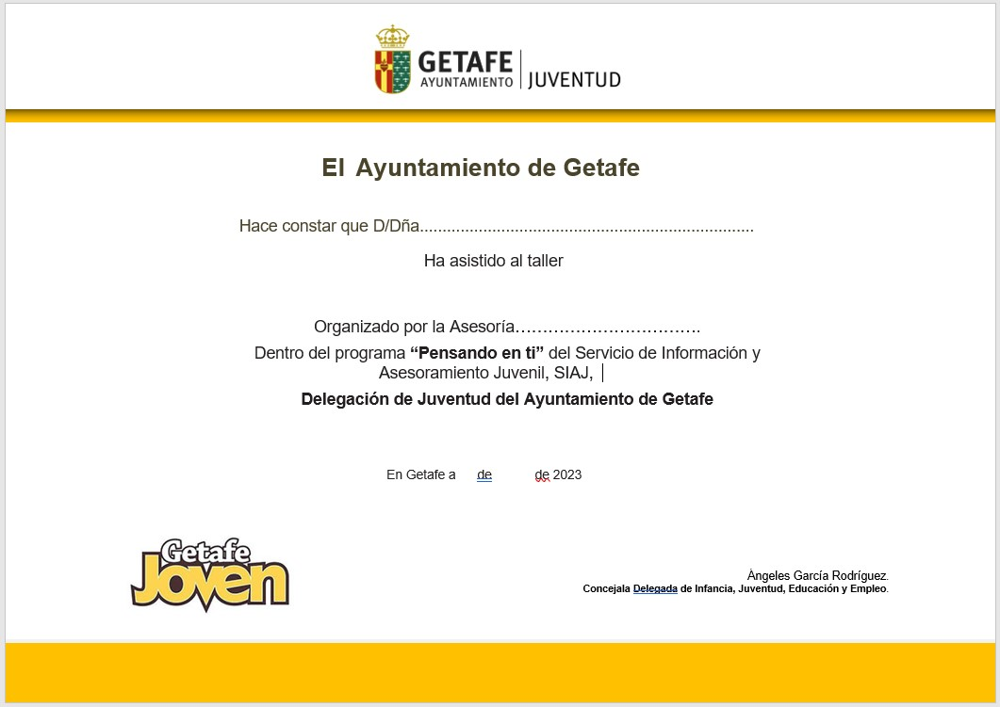 GETAFE
AYUNTAMIENTO
JUVENTUD
El Ayuntamiento de Getafe
Hace constar que D/Dña..........................................................................
Ha asistido al taller
Organizado por la Asesoría…………………………….
Dentro del programa “Pensando en ti” del Servicio de Información y
Asesoramiento Juvenil, SIAJ,
Delegación de Juventud del Ayuntamiento de Getafe
En Getafe a de de 2023
Getafe
Joven
Àngeles García Rodríguez.
Concejala Delegada de Infancia, Juventud, Educación y Empleo.